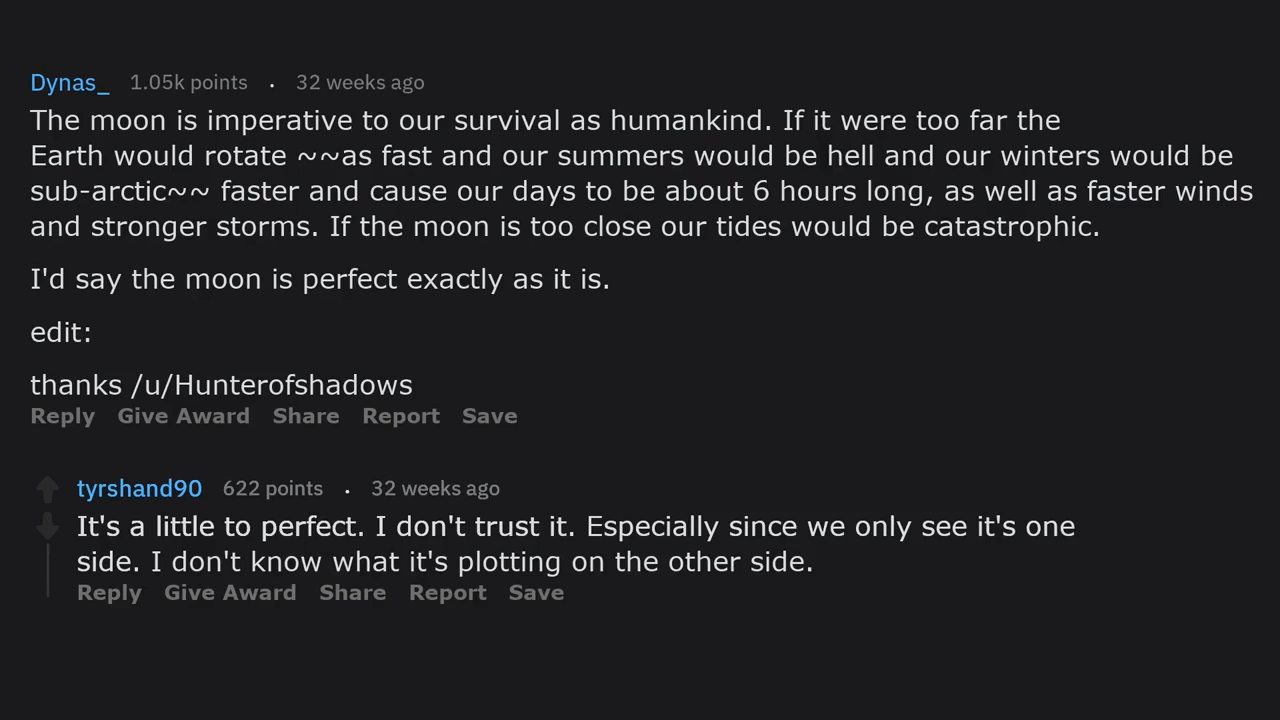 Dynas_ 1.05k points . 32 weeks ago
The moon is imperative to our survival as humankind. If it were too far the
Earth would rotate ~~as fast and our summers would be hell and our winters would be
sub-arctic~~ faster and cause our days to be about 6 hours long, as well as faster winds
and stronger storms. If the moon is too close our tides would be catastrophic.
I'd say the moon is perfect exactly as it is.
edit:
thanks /u/Hunterofshadows
Reply Give Award Share Report Save
tyrshand90 622 points . 32 weeks ago
It's a little to perfect. I don't trust it. Especially since we only see it's one
side. I don't know what it's plotting on the other side.
Reply Give Award Share Report Save